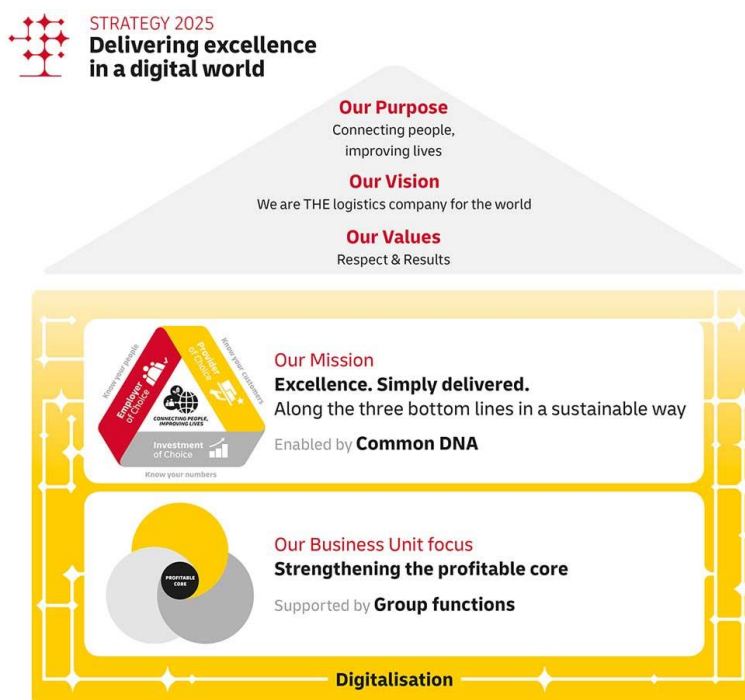 STRATEGY 2025
Delivering excellence
in a digital world
Our Purpose
Connecting people,
improving lives
Our Vision
We are THE logistics company for the world
Our Values
Respect & Results
Know your people
Know your customers
Employer
of Choice
Provider
of Choice
CONNECTING PEOPLE,
IMPROVING LIVES
Investment
of Choice
Know your numbers
Our Mission
Excellence. Simply delivered.
Along the three bottom lines in a sustainable way
Enabled by Common DNA
PROFITABLE
CORE
Our Business Unit focus
Strengthening the profitable core
Supported by Group functions
Digitalisation